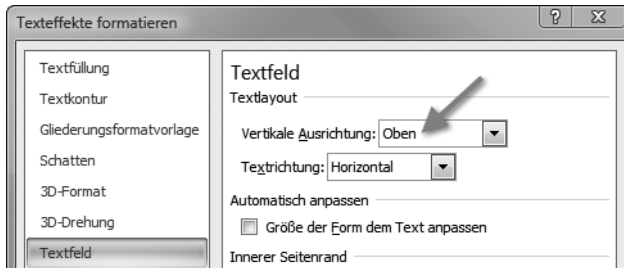 Texteffekte formatieren
Textfüllung
Textkontur
Gliederungsformatvorlage
Schatten
3D-Format
3D-Drehung
Textfeld
Textfeld
Textlayout
Vertikale Ausrichtung: Oben
Textrichtung: Horizontal
Automatisch anpassen
Größe der Form dem Text anpassen
Innerer Seitenrand